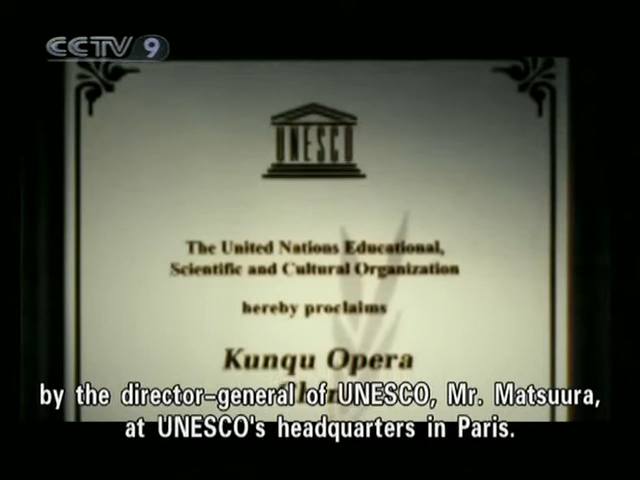 CCTV 9
UNESCO
The United Nations Educational,
Scientific and Cultural Organization
hereby proclaims
Kunqu Opera
by the director-general of UNESCO, Mr. Matsuura,
at UNESCO's headquarters in Paris.